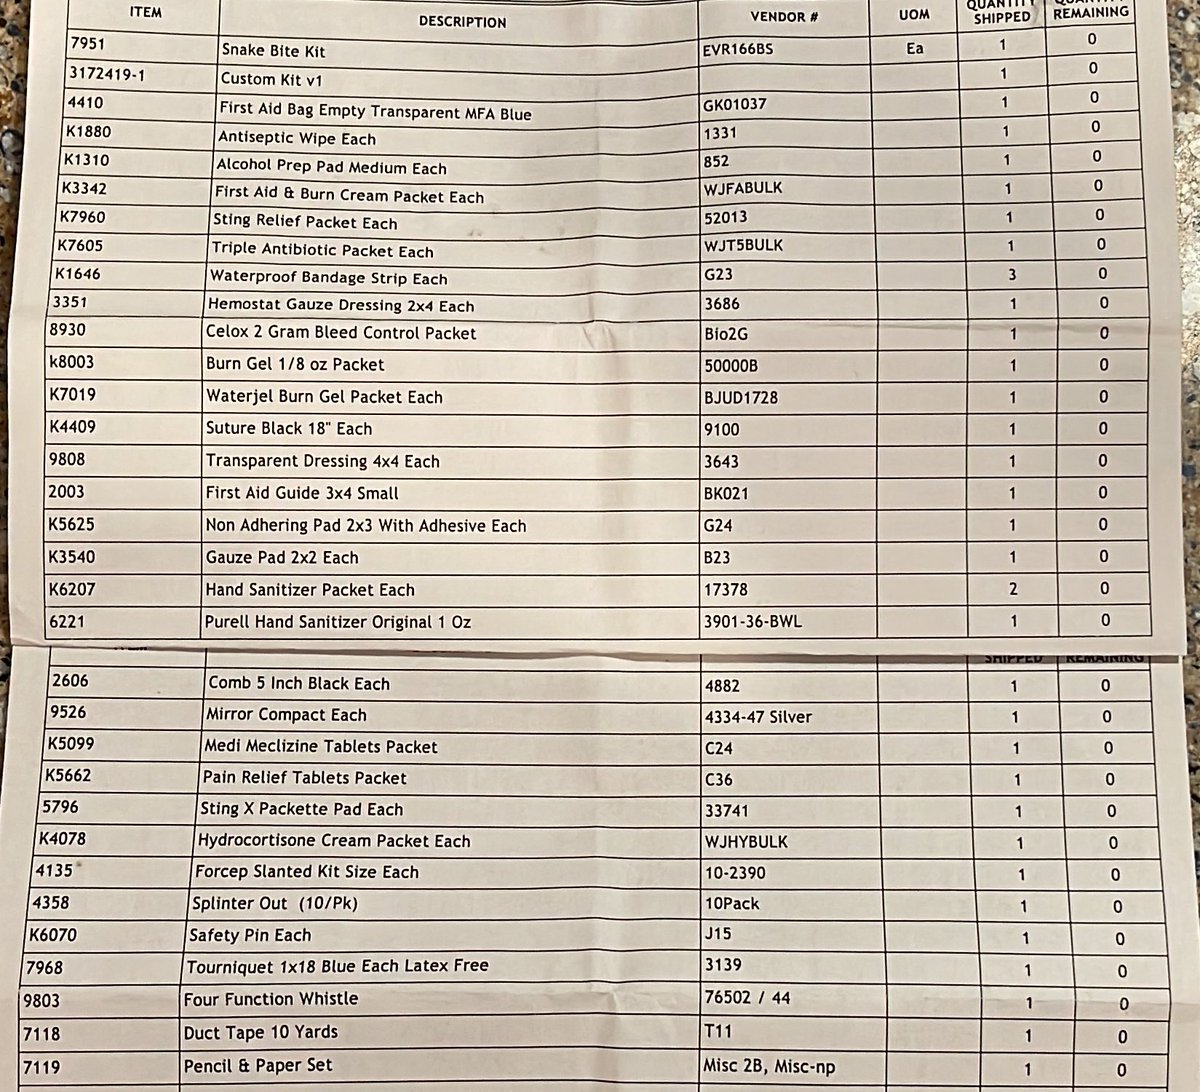 ITEM DESCRIPTION VENDOR # UOM QUANTITY SHIPPED QUANTITY REMAINING
7951 Snake Bite Kit EVR166BS Ea 1 0
3172419-1 Custom Kit v1 1 0
4410 First Aid Bag Empty Transparent MFA Blue GK01037 1 0
K1880 Antiseptic Wipe Each 1331 1 0
K1310 Alcohol Prep Pad Medium Each 852 1 0
K3342 First Aid & Burn Cream Packet Each WJFABULK 1 0
K7960 Sting Relief Packet Each 52013 1 0
K7605 Triple Antibiotic Packet Each WJT5BULK 1 0
K1646 Waterproof Bandage Strip Each G23 3 0
3351 Hemostat Gauze Dressing 2x4 Each 3686 1 0
8930 Celox 2 Gram Bleed Control Packet Bio2G 1 0
k8003 Burn Gel 1/8 oz Packet 50000B 1 0
K7019 Waterjel Burn Gel Packet Each BJUD1728 1 0
K4409 Suture Black 18" Each 9100 1 0
9808 Transparent Dressing 4x4 Each 3643 1 0
2003 First Aid Guide 3x4 Small BK021 1 0
K5625 Non Adhering Pad 2x3 With Adhesive Each G24 1 0
K3540 Gauze Pad 2x2 Each B23 1 0
K6207 Hand Sanitizer Packet Each 17378 2 0
6221 Purell Hand Sanitizer Original 1 Oz 3901-36-BWL 1 0
SHIPPED REMAINING
2606 Comb 5 Inch Black Each 4882 1 0
9526 Mirror Compact Each 4334-47 Silver 1 0
K5099 Medi Meclizine Tablets Packet C24 1 0
K5662 Pain Relief Tablets Packet C36 1 0
5796 Sting X Packette Pad Each 33741 1 0
K4078 Hydrocortisone Cream Packet Each WJHYBULK 1 0
4135 Forcep Slanted Kit Size Each 10-2390 1 0
4358 Splinter Out (10/Pk) 10Pack 1 0
K6070 Safety Pin Each J15 1 0
7968 Tourniquet 1x18 Blue Each Latex Free 3139 1 0
9803 Four Function Whistle 76502 / 44 1 0
7118 Duct Tape 10 Yards T11 1 0
7119 Pencil & Paper Set Misc 2B, Misc-np 1 0